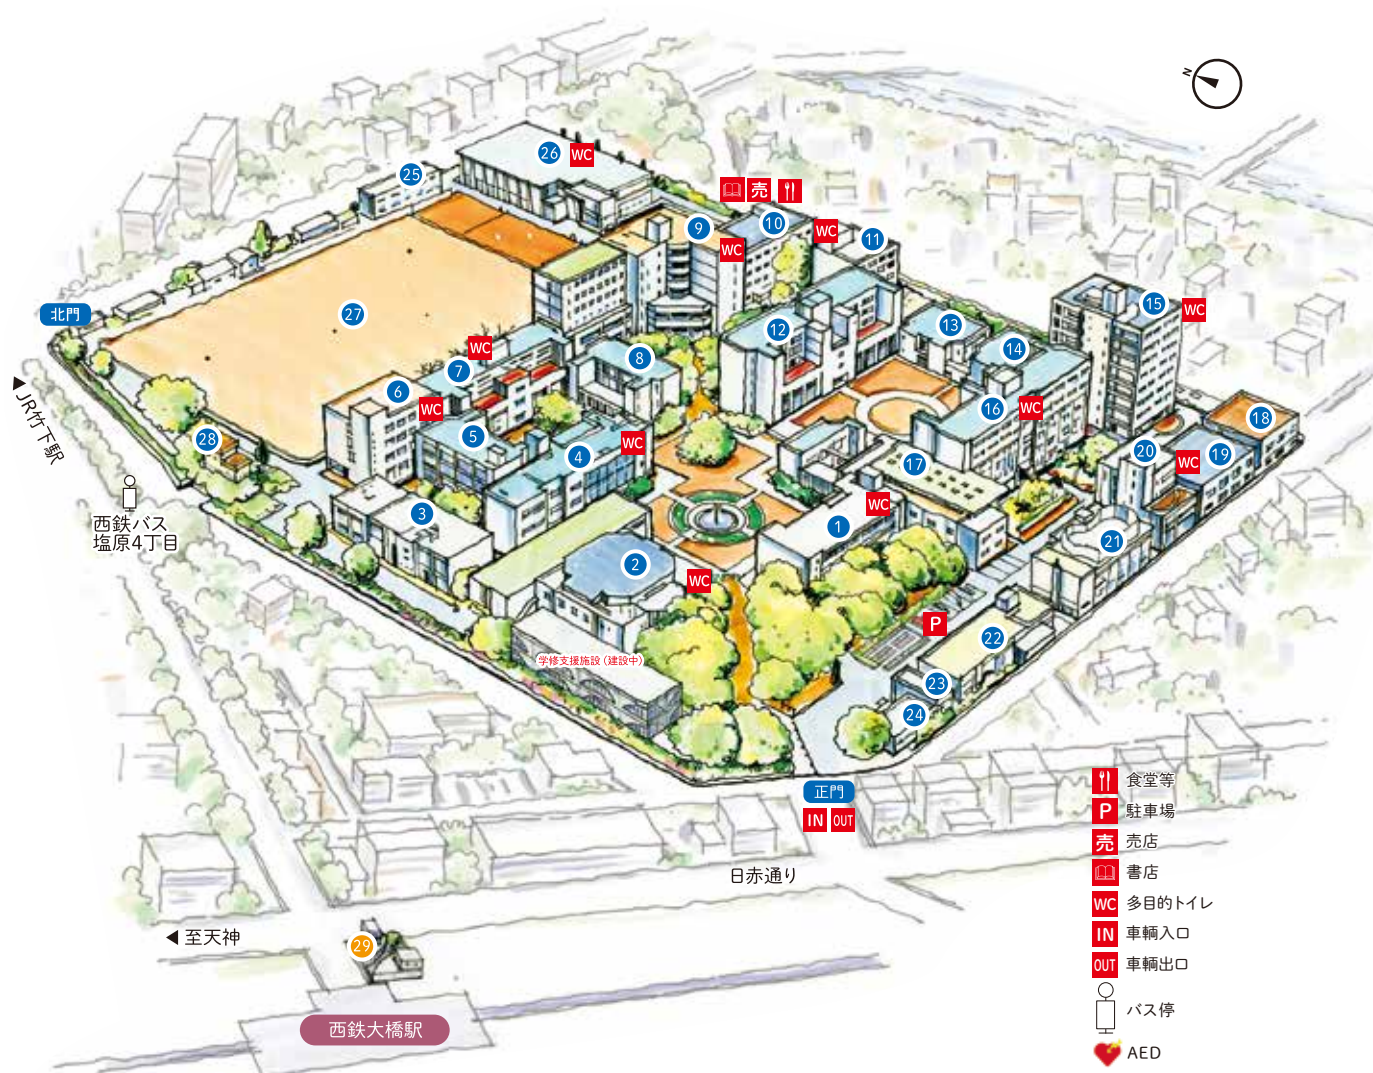 N
26
WC
25
売
10
9
WC
WC
11
15
WC
北門
27
12
13
14
7
WC
8
6
WC
16
WC
18
JR竹下駅
28
5
4
WC
17
20
WC
19
西鉄バス
塩原4丁目
3
1
WC
21
2
WC
P
22
学修支援施設(建設中)
23
24
正門
IN
OUT
食堂等
P
駐車場
売
売店
書店
WC
多目的トイレ
IN
車輌入口
OUT
車輌出口
バス停
AED
日赤通り
至天神
29
西鉄大橋駅